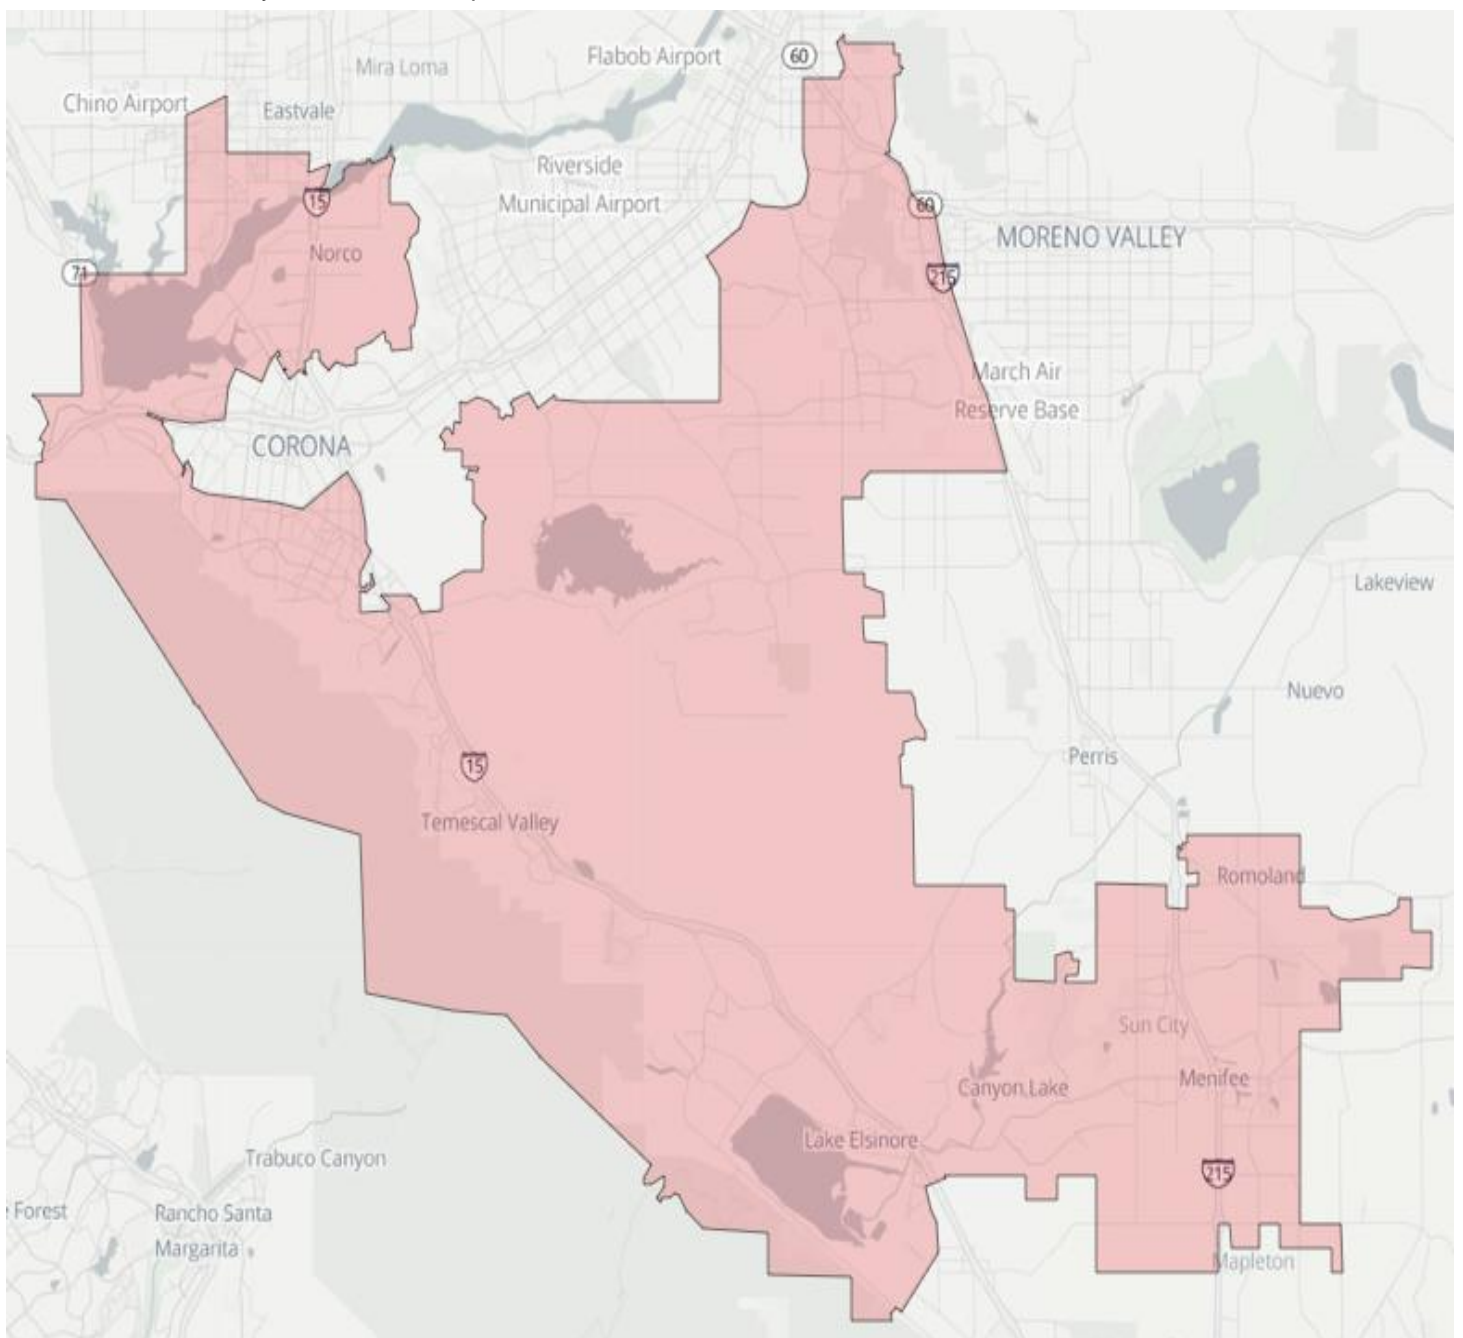 Mira Loma
Flabob Airport
60
Chino Airport
Eastvale
Riverside
Municipal Airport
15
60
MORENO VALLEY
Norco
71
215
March Air
Reserve Base
CORONA
Lakeview
Nuevo
Perris
15
Temescal Valley
Romoland
Sun City
Menifee
Canyon Lake
Lake Elsinore
Trabuco Canyon
215
Forest
Rancho Santa
Margarita
Mapleton